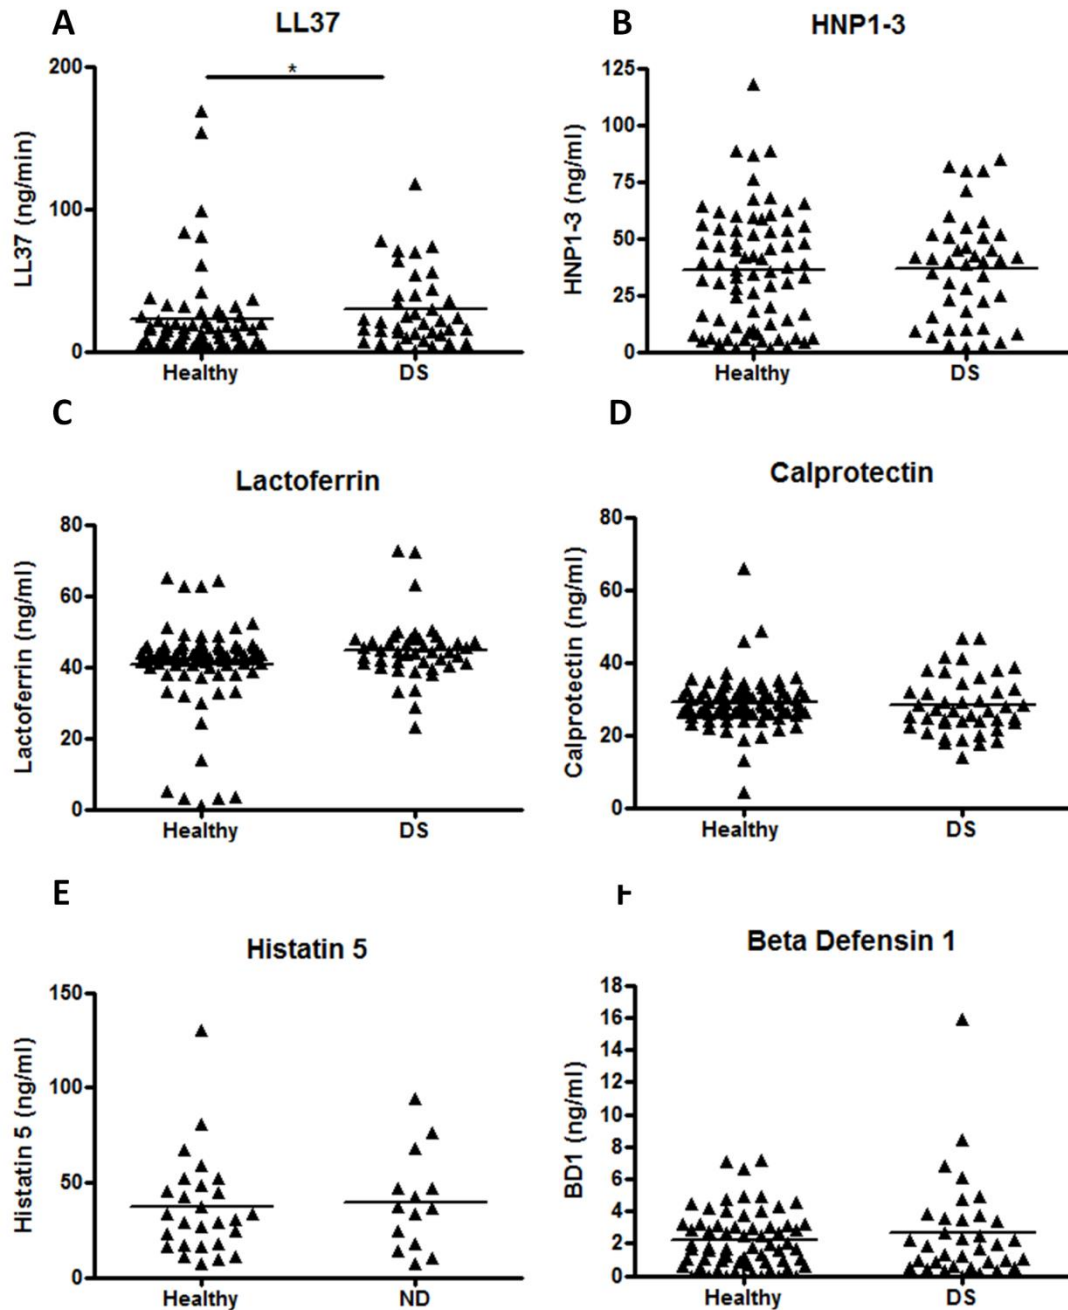 A
LL37
LL37 (ng/min)
200
100
0
*
Healthy
DS
B
HNP1-3
HNP1-3 (ng/ml)
125
100
75
50
25
0
Healthy
DS
C
Lactoferrin
Lactoferrin (ng/ml)
80
60
40
20
0
Healthy
DS
D
Calprotectin
Calprotectin (ng/ml)
80
60
40
20
0
Healthy
DS
E
Histatin 5
Histatin 5 (ng/ml)
150
100
50
0
Healthy
ND
F
Beta Defensin 1
BD1 (ng/ml)
18
16
14
12
10
8
6
4
2
0
Healthy
DS